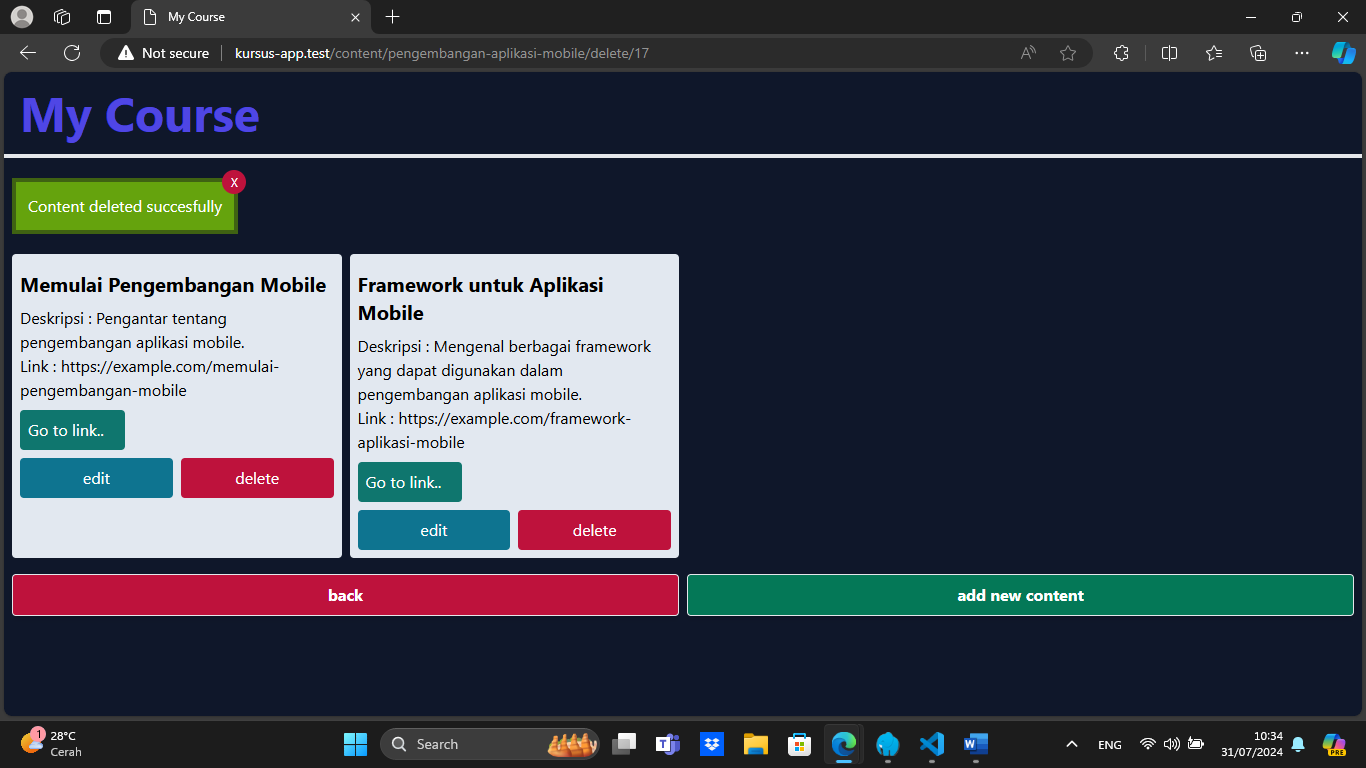 My Course
Not secure
kursus-app.test/content/pengembangan-aplikasi-mobile/delete/17
My Course
X
Content deleted succesfully
Memulai Pengembangan Mobile
Deskripsi : Pengantar tentang
pengembangan aplikasi mobile.
Link : https://example.com/memulai-
pengembangan-mobile
Go to link..
edit
delete
Framework untuk Aplikasi
Mobile
Deskripsi : Mengenal berbagai framework
yang dapat digunakan dalam
pengembangan aplikasi mobile.
Link : https://example.com/framework-
aplikasi-mobile
Go to link..
edit
delete
back
add new content
1
28°C
Cerah
Search
ENG
10:34
31/07/2024
PRE